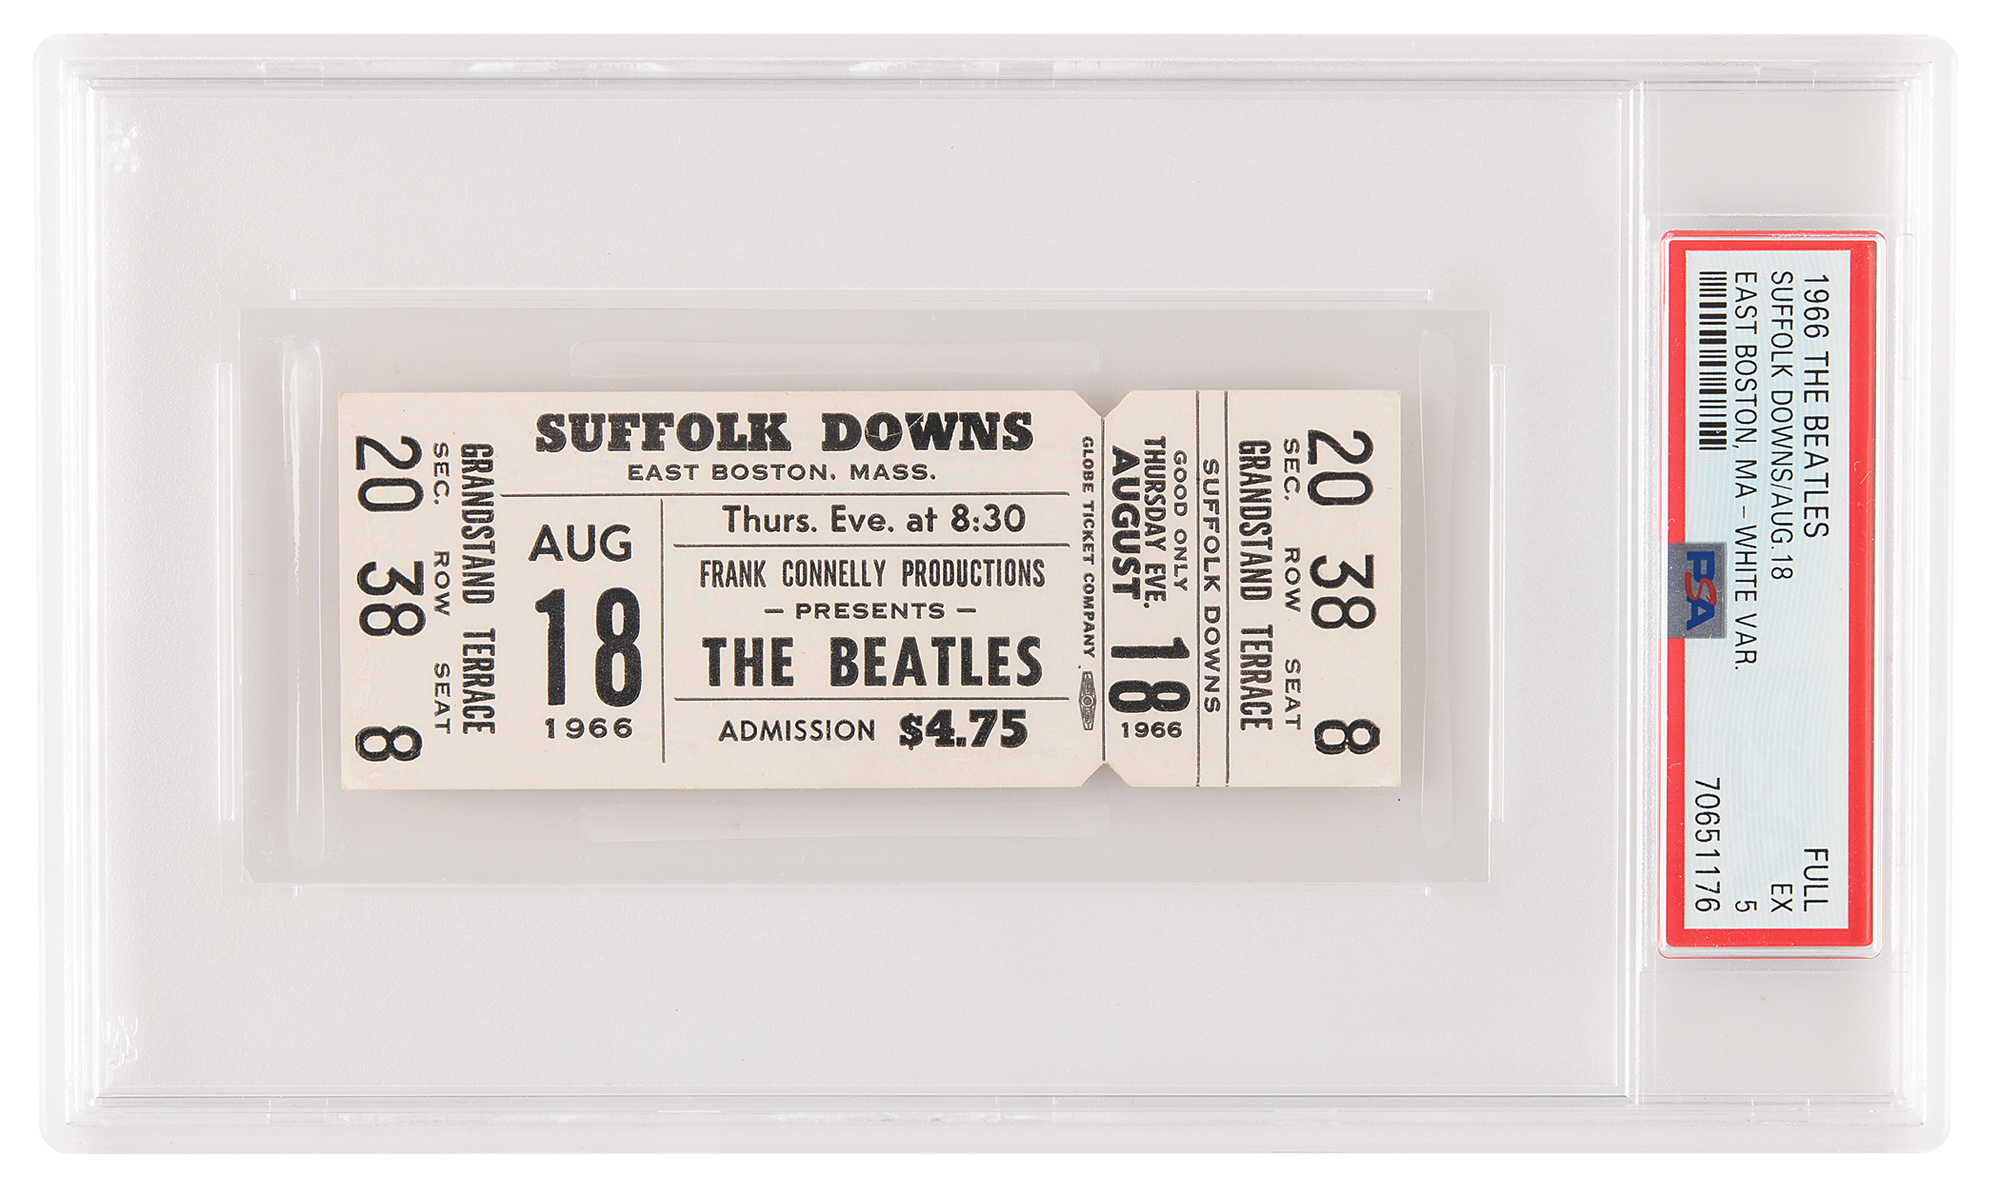 20 38 8
SEC. ROW SEAT
GRANDSTAND TERRACE
SUFFOLK DOWNS
EAST BOSTON, MASS.
AUG
18
1966
Thurs. Eve. at 8:30
FRANK CONNELLY PRODUCTIONS
– PRESENTS –
THE BEATLES
ADMISSION $4.75
GLOBE TICKET COMPANY
AUGUST 18
THURSDAY EVE. 1966
GOOD ONLY
SUFFOLK DOWNS
GRANDSTAND TERRACE
SEC. ROW SEAT
20 38 8
1966 THE BEATLES FULL
SUFFOLK DOWNS/AUG.18 EX
EAST BOSTON, MA – WHITE VAR. 5
70651176
PSA